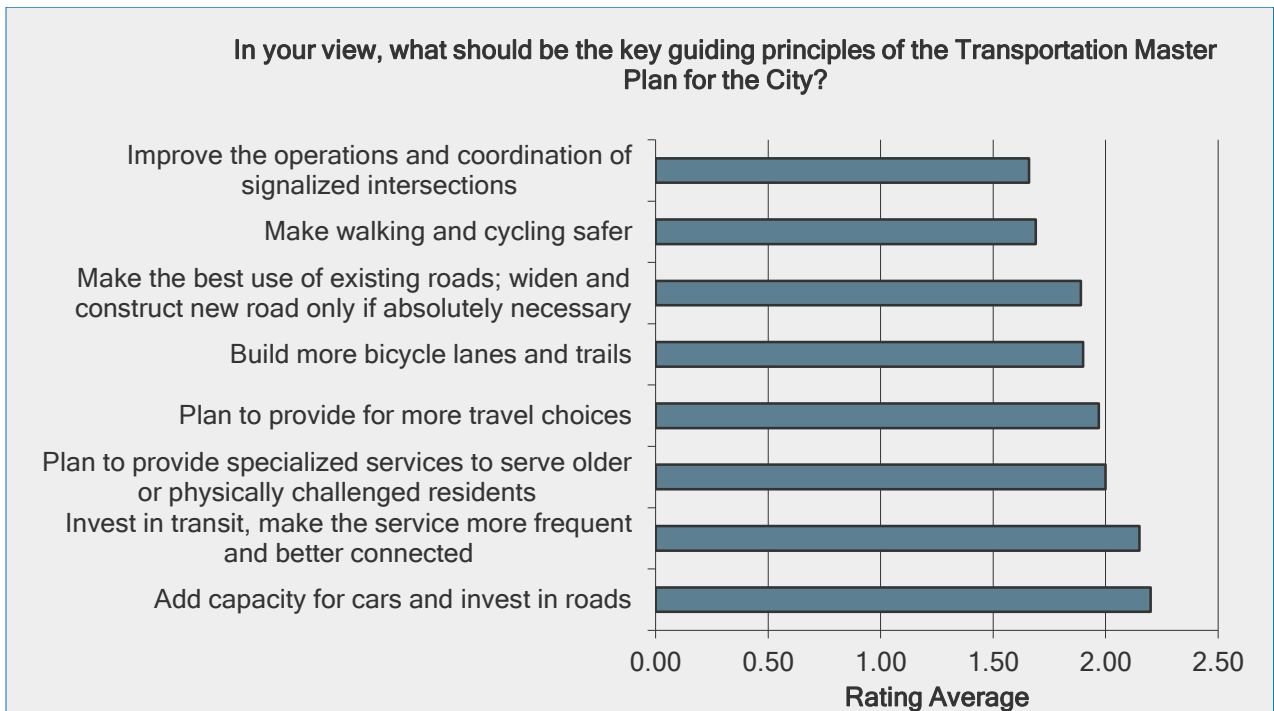 In your view, what should be the key guiding principles of the Transportation Master
Plan for the City?
Improve the operations and coordination of
signalized intersections
Make walking and cycling safer
Make the best use of existing roads; widen and
construct new road only if absolutely necessary
Build more bicycle lanes and trails
Plan to provide for more travel choices
Plan to provide specialized services to serve older
or physically challenged residents
Invest in transit, make the service more frequent
and better connected
Add capacity for cars and invest in roads
0.00 0.50 1.00 1.50 2.00 2.50
Rating Average